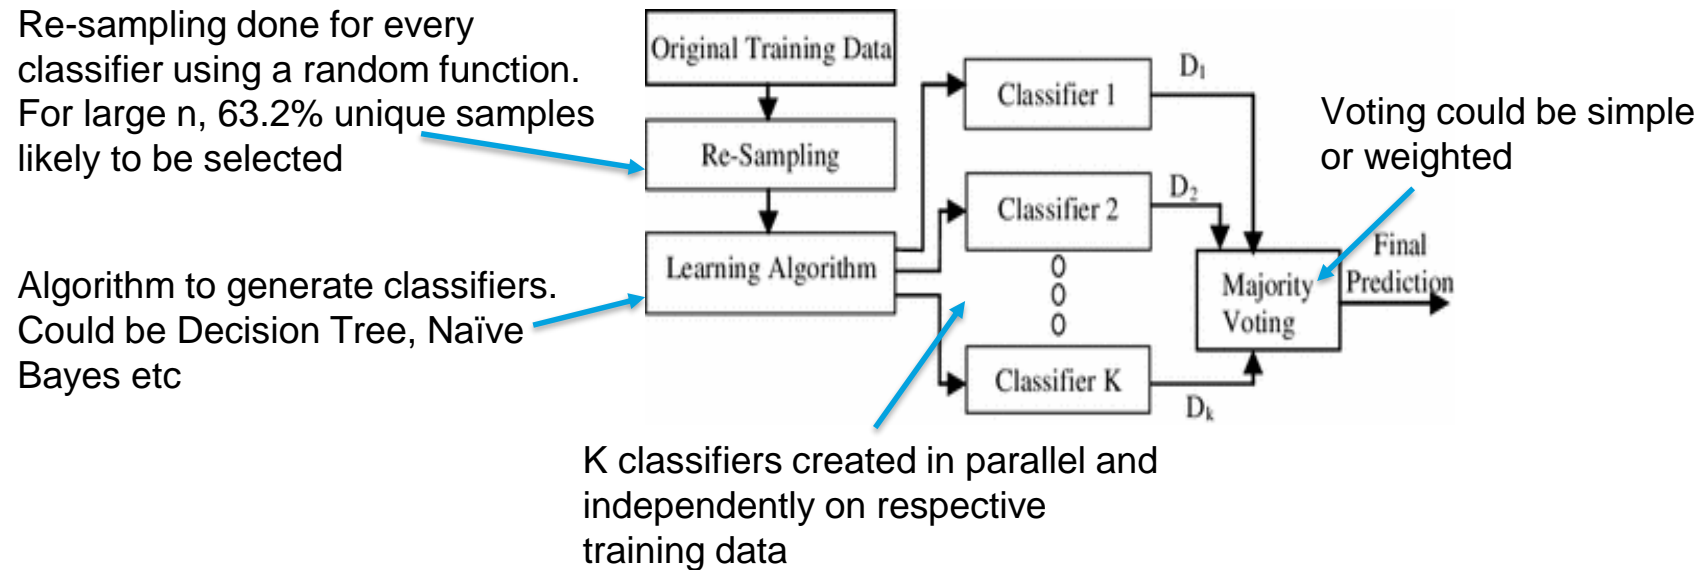 Re-sampling done for every
classifier using a random function.
For large n, 63.2% unique samples
likely to be selected
Algorithm to generate classifiers.
Could be Decision Tree, Naïve
Bayes etc
Original Training Data
Re-Sampling
Learning Algorithm
Classifier 1
Classifier 2
Classifier K
D₁
D₂
Dₖ
Majority
Voting
Final
Prediction
Voting could be simple
or weighted
K classifiers created in parallel and
independently on respective
training data